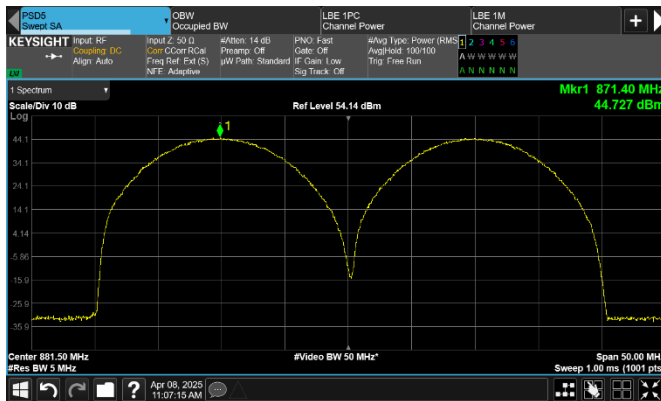 PSD5
Swept SA
OBW
Occupied BW
LBE 1PC
Channel Power
LBE 1M
Channel Power
KEYSIGHT
Input: RF
Coupling: DC
Align: Auto
Input Z: 50 Ω
Corr CCorr RCal
Freq Ref: Ext (S)
NFE: Adaptive
#Atten: 14 dB
Preamp: Off
µW Path: Standard
PNO: Fast
Gate: Off
IF Gain: Low
Sig Track: Off
#Avg Type: Power (RMS
Avg|Hold: 100/100
Trig: Free Run
1 2 3 4 5 6
A W W W W W
A N N N N N
LXI
1 Spectrum
Scale/Div 10 dB
Ref Level 54.14 dBm
Mkr1 871.40 MHz
44.727 dBm
Log
1
44.1
34.1
24.1
14.1
4.14
-5.86
-15.9
-25.9
-35.9
Center 881.50 MHz
#Res BW 5 MHz
#Video BW 50 MHz*
Span 50.00 MHz
Sweep 1.00 ms (1001 pts)
?
Apr 08, 2025
11:07:15 AM